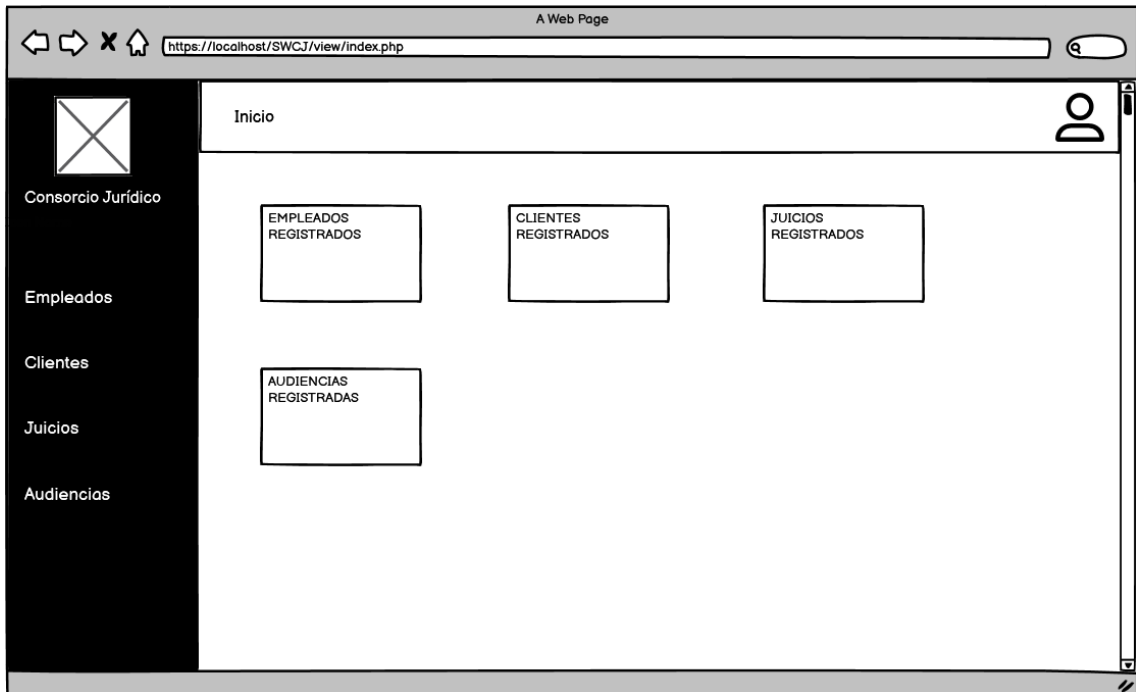 A Web Page
https://localhost/SWCJ/view/index.php
Consorcio Jurídico
Empleados
Clientes
Juicios
Audiencias
Inicio
EMPLEADOS
REGISTRADOS
CLIENTES
REGISTRADOS
JUICIOS
REGISTRADOS
AUDIENCIAS
REGISTRADAS